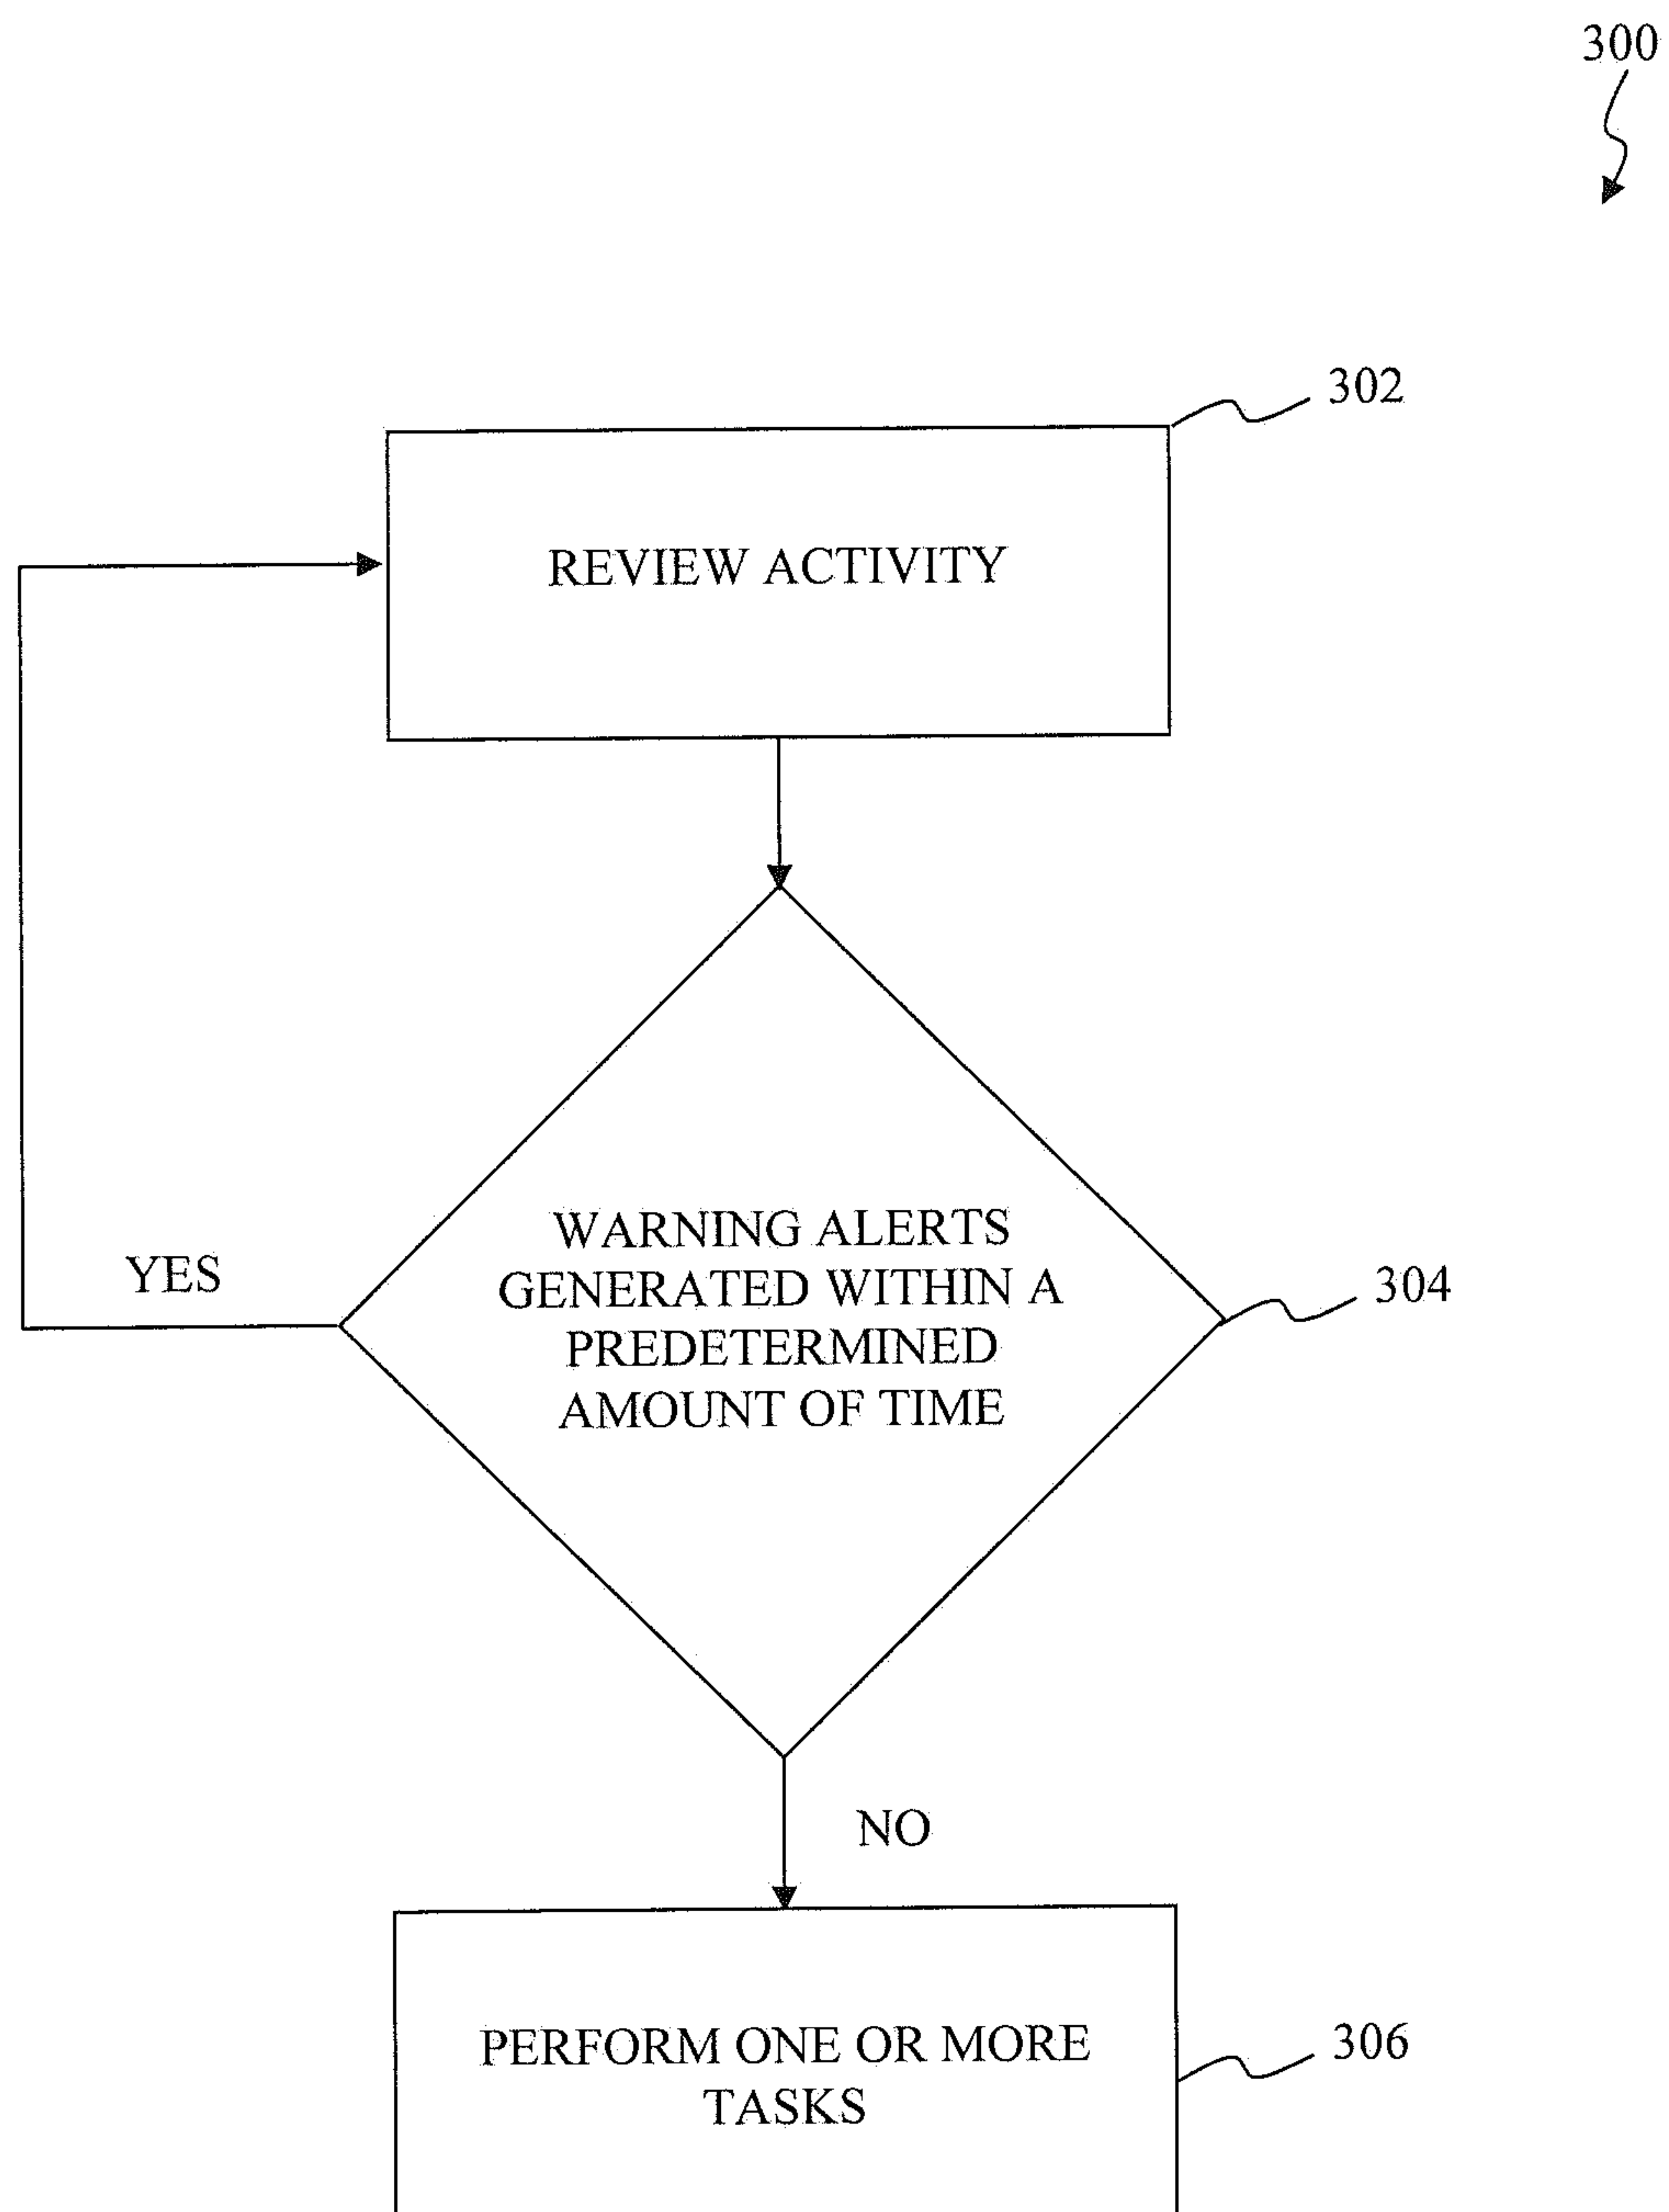 300
302
REVIEW ACTIVITY
WARNING ALERTS
GENERATED WITHIN A
PREDETERMINED
AMOUNT OF TIME
YES
304
NO
PERFORM ONE OR MORE
TASKS
306